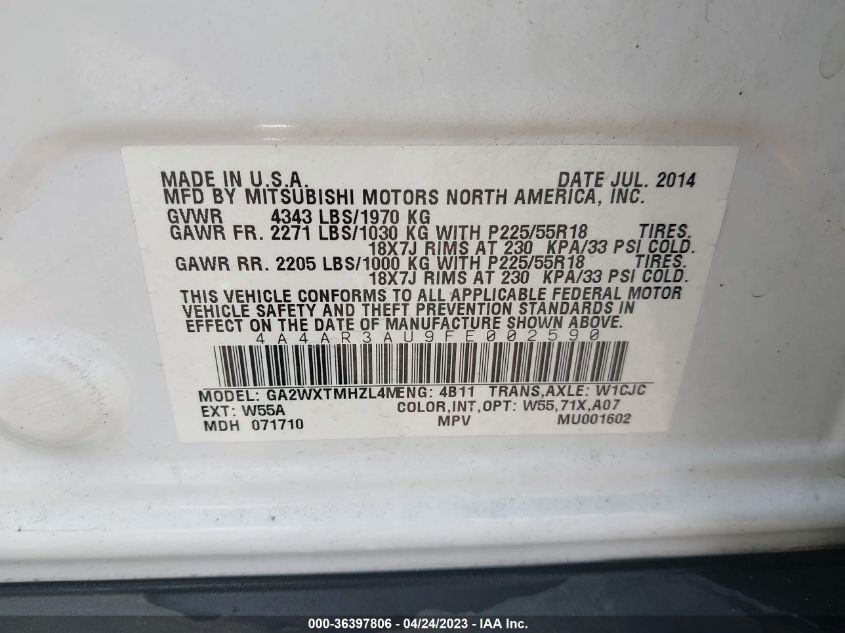 MADE IN U.S.A. DATE JUL. 2014
MFD BY MITSUBISHI MOTORS NORTH AMERICA, INC.
GVWR 4343 LBS/1970 KG
GAWR FR. 2271 LBS/1030 KG WITH P225/55R18 TIRES.
18X7J RIMS AT 230 KPA/33 PSI COLD.
GAWR RR. 2205 LBS/1000 KG WITH P225/55R18 TIRES.
18X7J RIMS AT 230 KPA/33 PSI COLD.
THIS VEHICLE CONFORMS TO ALL APPLICABLE FEDERAL MOTOR
VEHICLE SAFETY AND THEFT PREVENTION STANDARDS IN
EFFECT ON THE DATE OF MANUFACTURE SHOWN ABOVE.
4A4AR3AU9FE002590
MODEL: GA2WXTMHZL4MENG: 4B11 TRANS,AXLE: W1CJC
EXT: W55A COLOR,INT,OPT: W55,71X,A07
MDH 071710 MPV MU001602
000-36397806 / 04/24/2023 - IAA Inc.